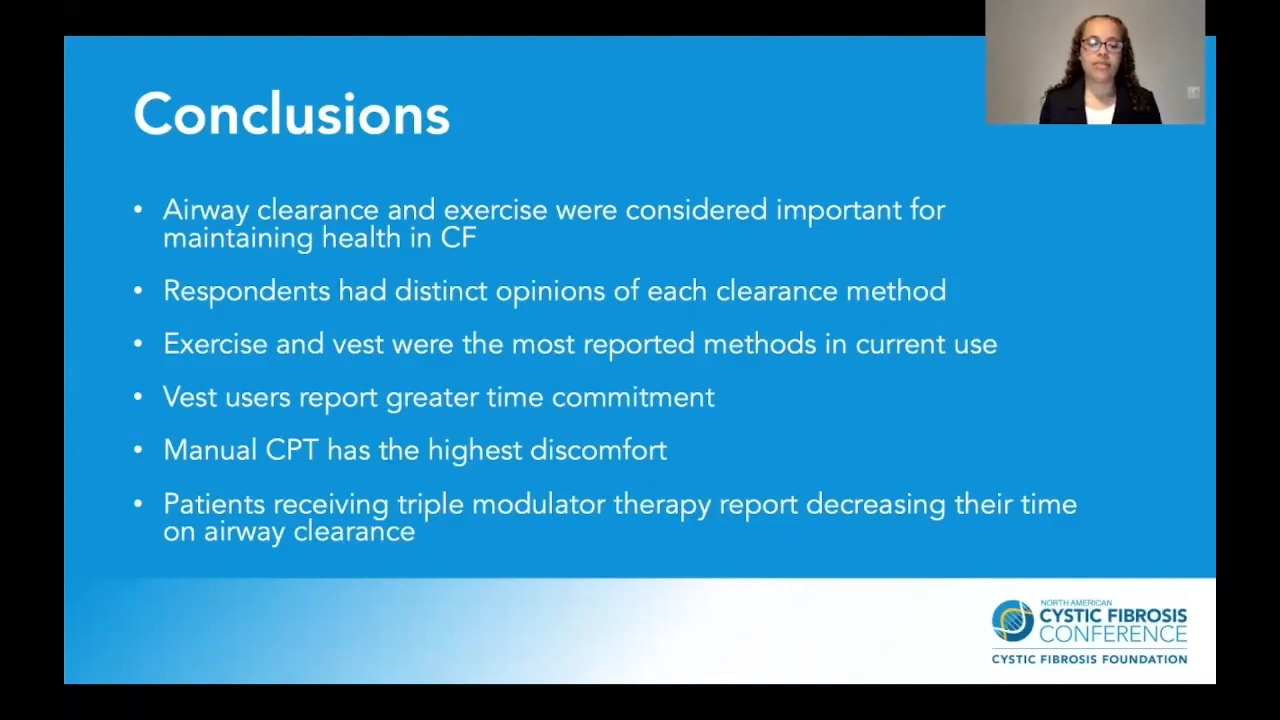 Conclusions
• Airway clearance and exercise were considered important for
maintaining health in CF
• Respondents had distinct opinions of each clearance method
• Exercise and vest were the most reported methods in current use
• Vest users report greater time commitment
• Manual CPT has the highest discomfort
• Patients receiving triple modulator therapy report decreasing their time
on airway clearance
NORTH AMERICAN
CYSTIC FIBROSIS
CONFERENCE
CYSTIC FIBROSIS FOUNDATION